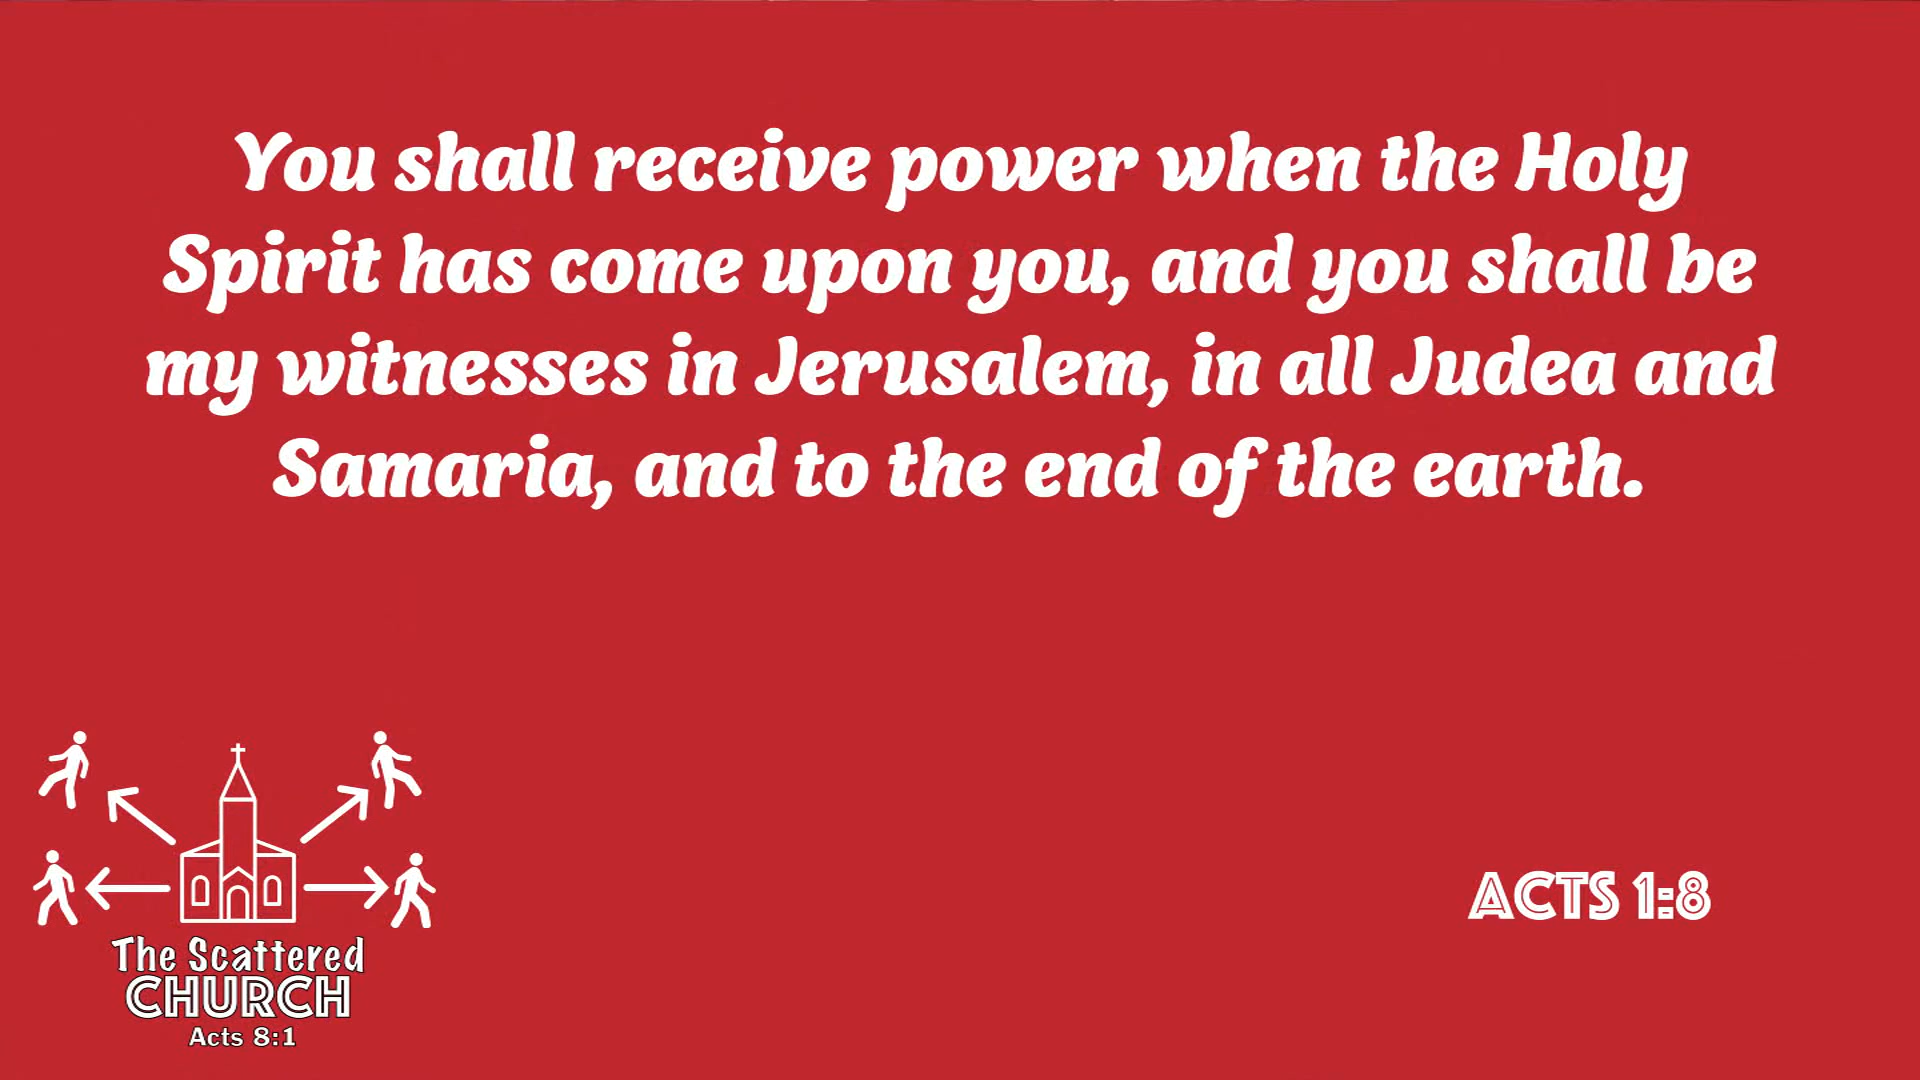 You shall receive power when the Holy
Spirit has come upon you, and you shall be
my witnesses in Jerusalem, in all Judea and
Samaria, and to the end of the earth.
ACTS 1:8
The Scattered
CHURCH
Acts 8:1